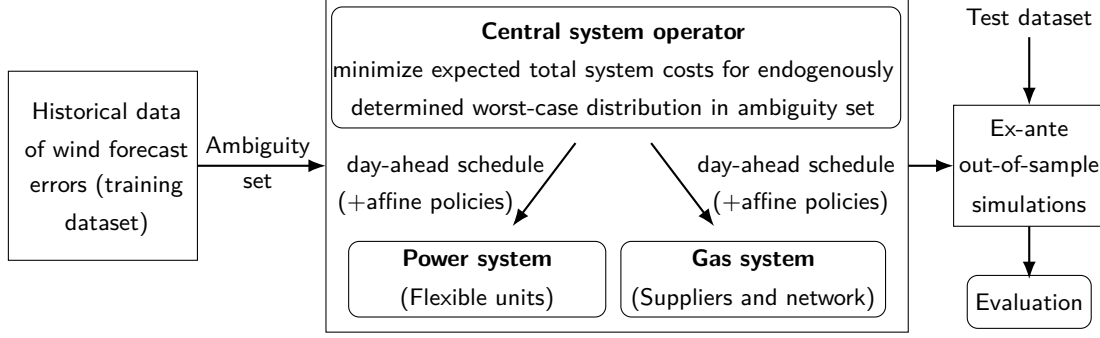 Historical data
of wind forecast
errors (training
dataset)
Ambiguity
set
Central system operator
minimize expected total system costs for endogenously
determined worst-case distribution in ambiguity set
day-ahead schedule
(+affine policies)
day-ahead schedule
(+affine policies)
Power system
(Flexible units)
Gas system
(Suppliers and network)
Test dataset
Ex-ante
out-of-sample
simulations
Evaluation